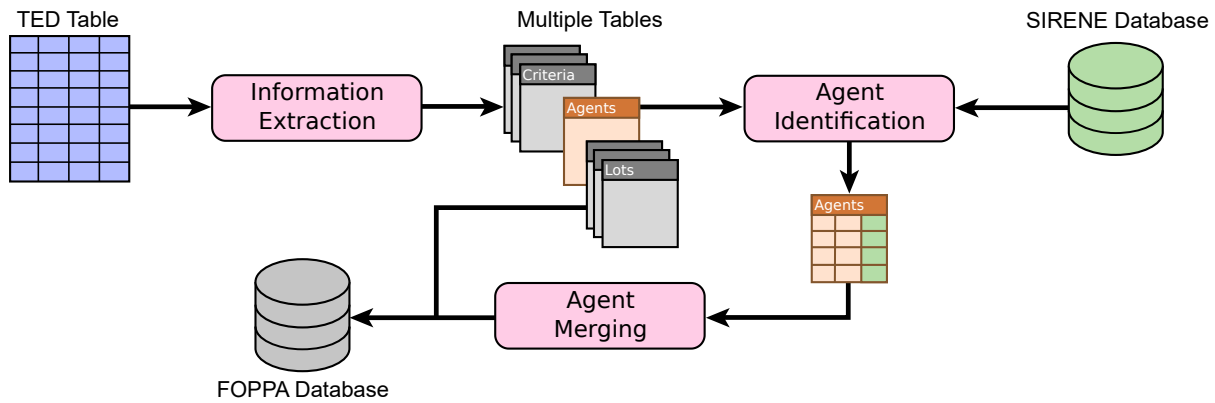 TED Table
Multiple Tables
SIRENE Database
Criteria
Information
Extraction
Agents
Agent
Identification
Lots
Agents
Agent
Merging
FOPPA Database